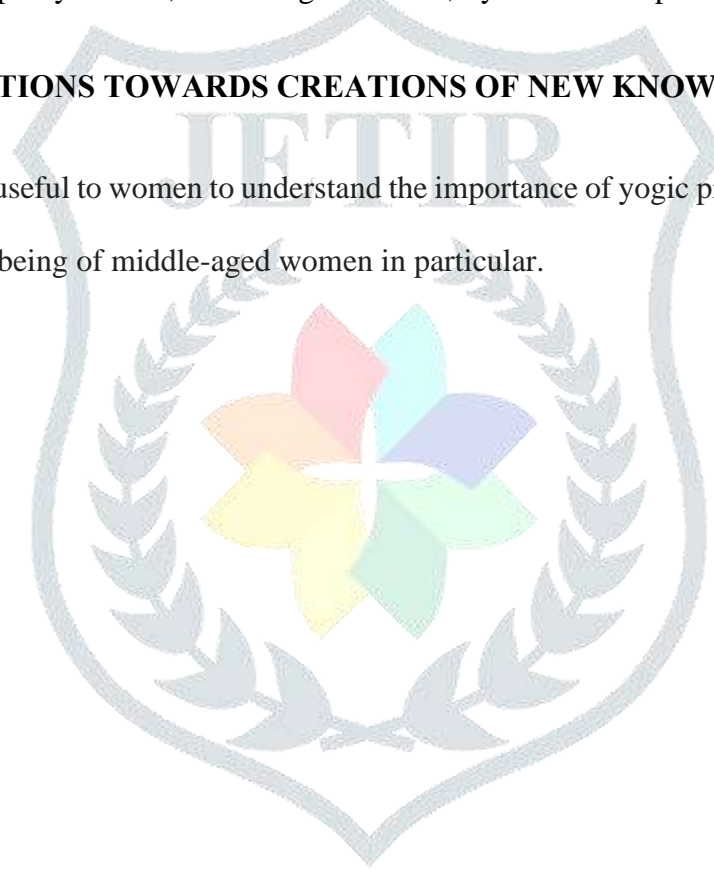 TIONS TOWARDS CREATIONS OF NEW KNOW
JETIR
useful to women to understand the importance of yogic p
being of middle-aged women in particular.